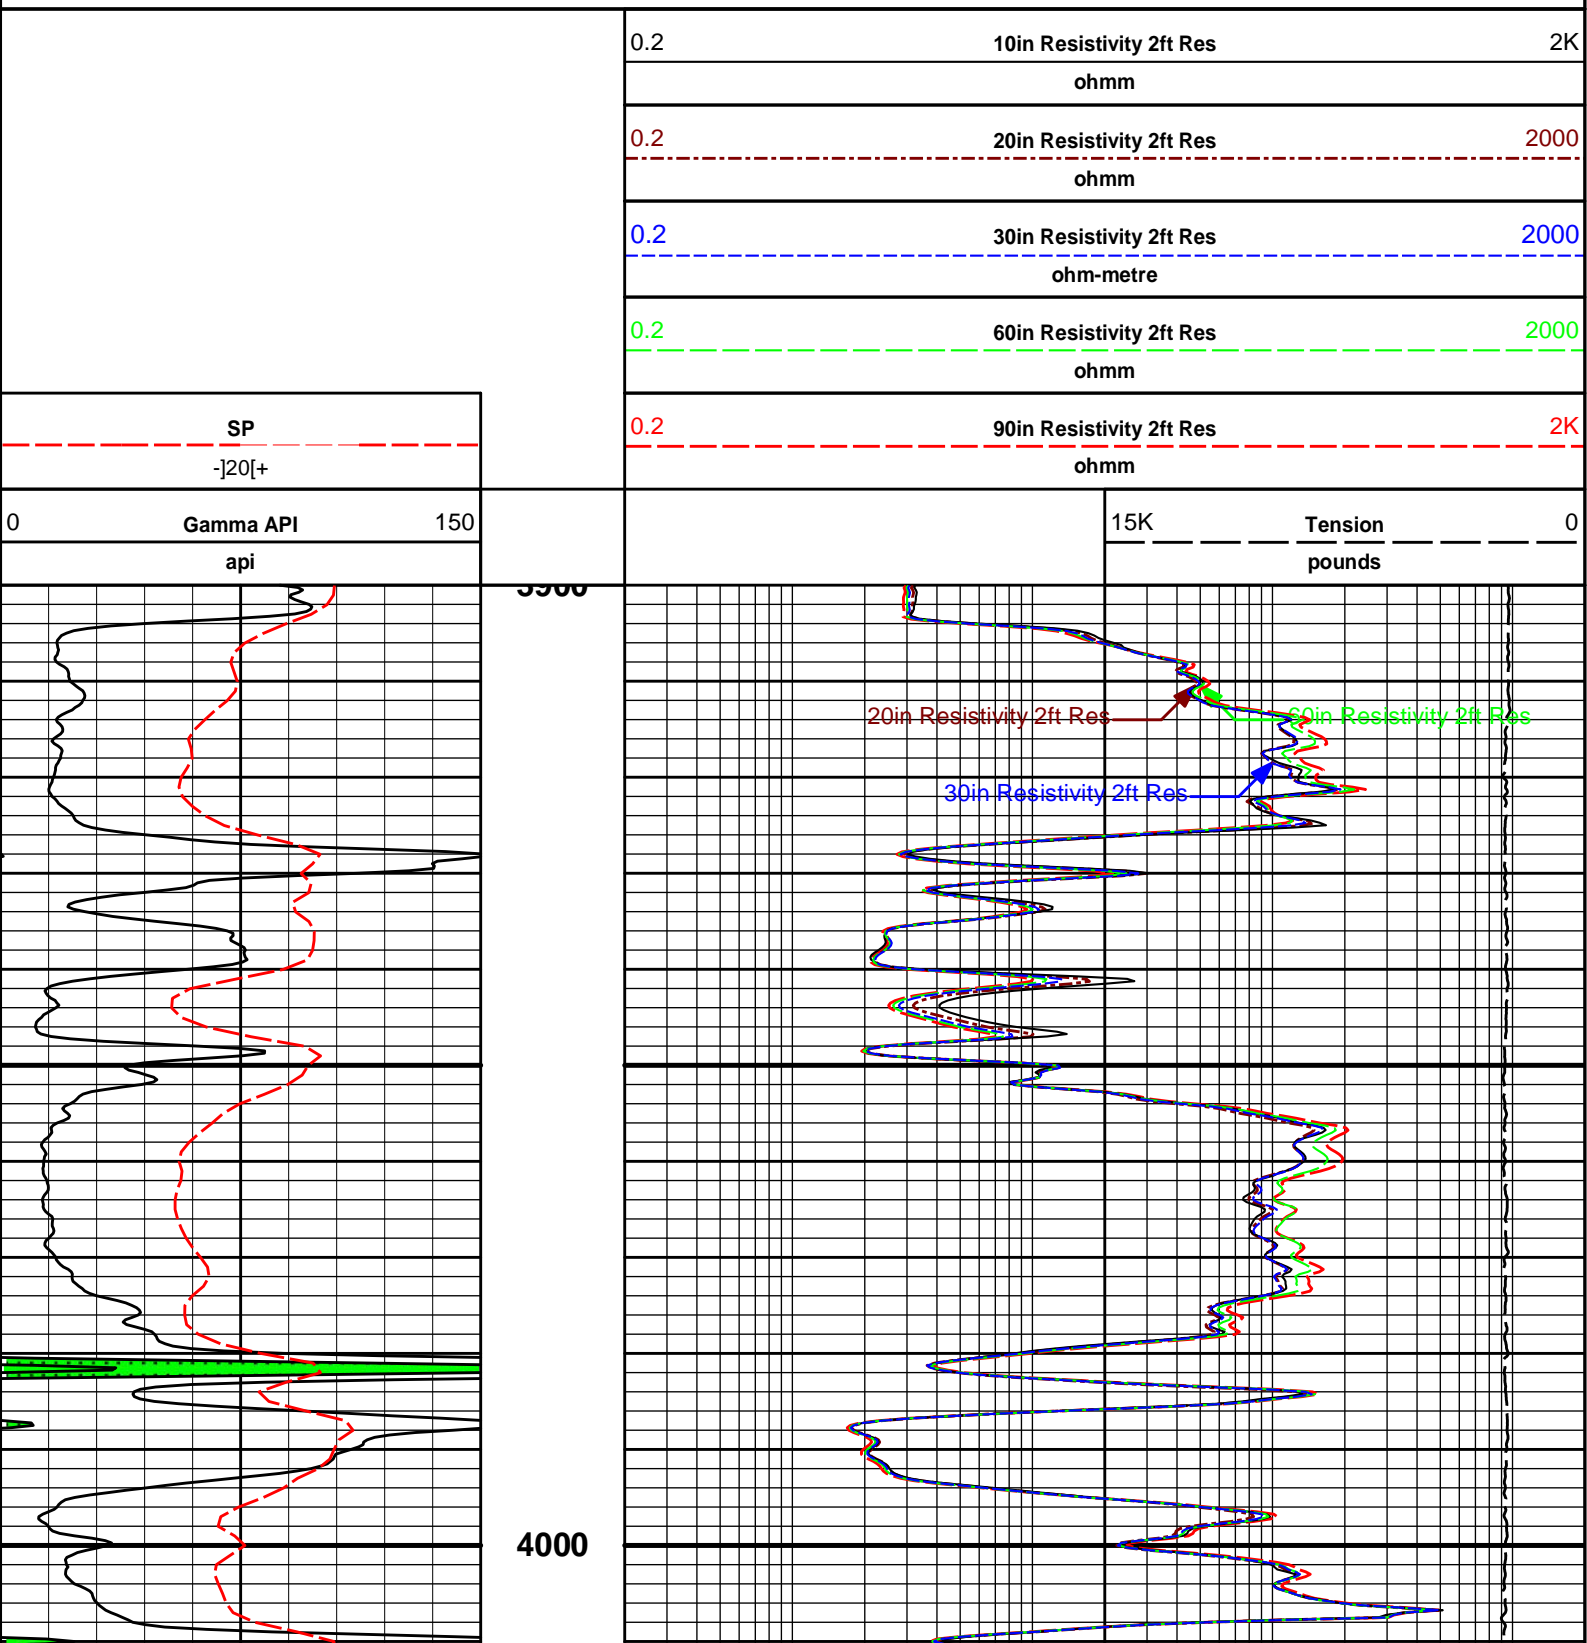 0.2 10in Resistivity 2ft Res 2K
ohmm
0.2 20in Resistivity 2ft Res 2000
ohmm
0.2 30in Resistivity 2ft Res 2000
ohm-metre
0.2 60in Resistivity 2ft Res 2000
ohmm
SP
-]20[+
0.2 90in Resistivity 2ft Res 2K
ohmm
0 Gamma API 150
api
15K Tension 0
pounds
3900
20in Resistivity 2ft Res
60in Resistivity 2ft Res
30in Resistivity 2ft Res
4000